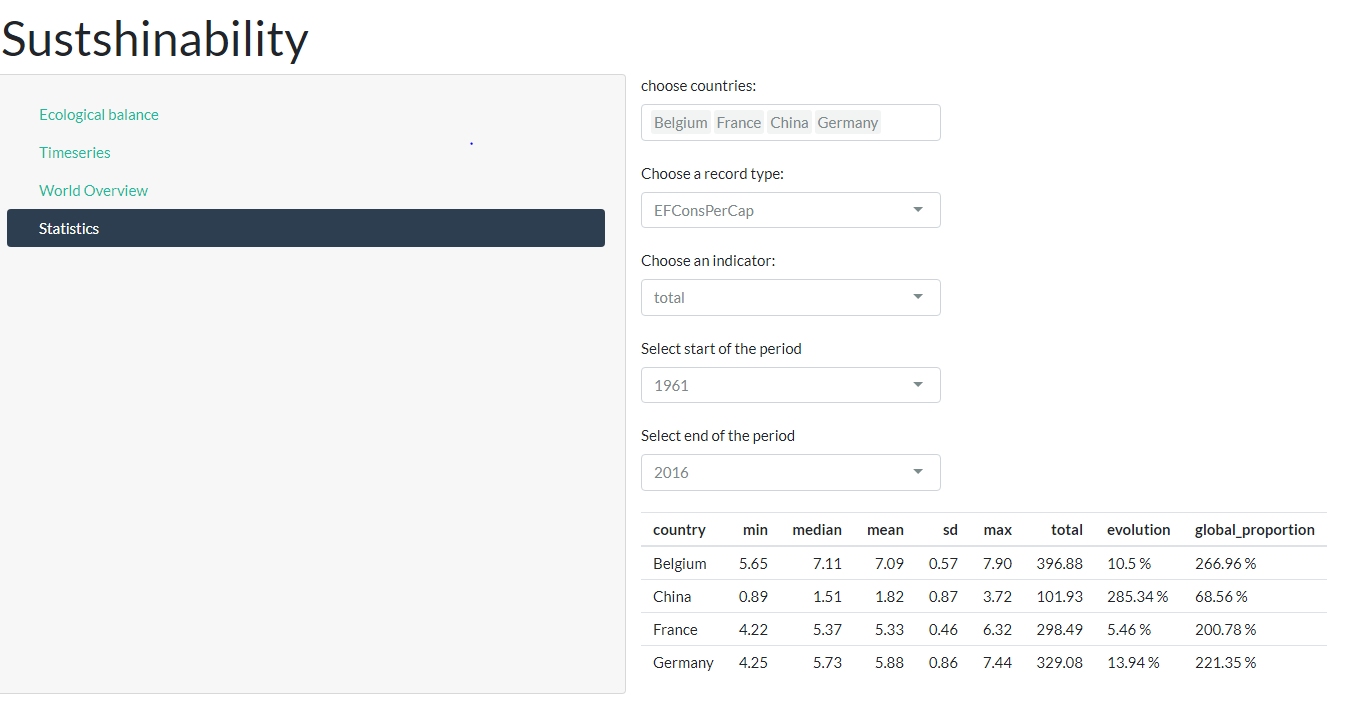 Sustshinability
Ecological balance
Timeseries
World Overview
Statistics
choose countries:
Belgium France China Germany
Choose a record type:
EFConsPerCap
Choose an indicator:
total
Select start of the period
1961
Select end of the period
2016
country min median mean sd max total evolution global_proportion
Belgium 5.65 7.11 7.09 0.57 7.90 396.88 10.5 % 266.96 %
China 0.89 1.51 1.82 0.87 3.72 101.93 285.34 % 68.56 %
France 4.22 5.37 5.33 0.46 6.32 298.49 5.46 % 200.78 %
Germany 4.25 5.73 5.88 0.86 7.44 329.08 13.94 % 221.35 %